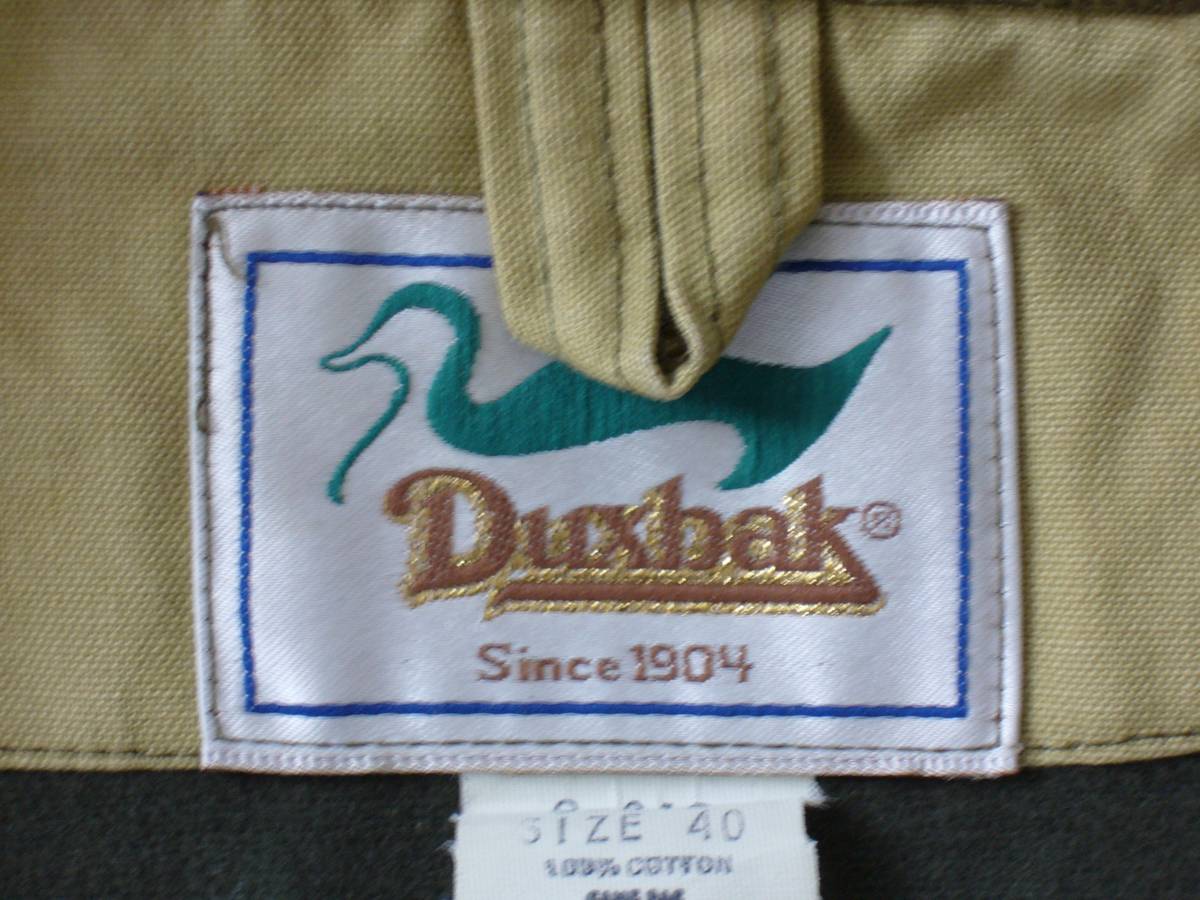 Duxbak®
Since 1904
SIZE 40
100% COTTON